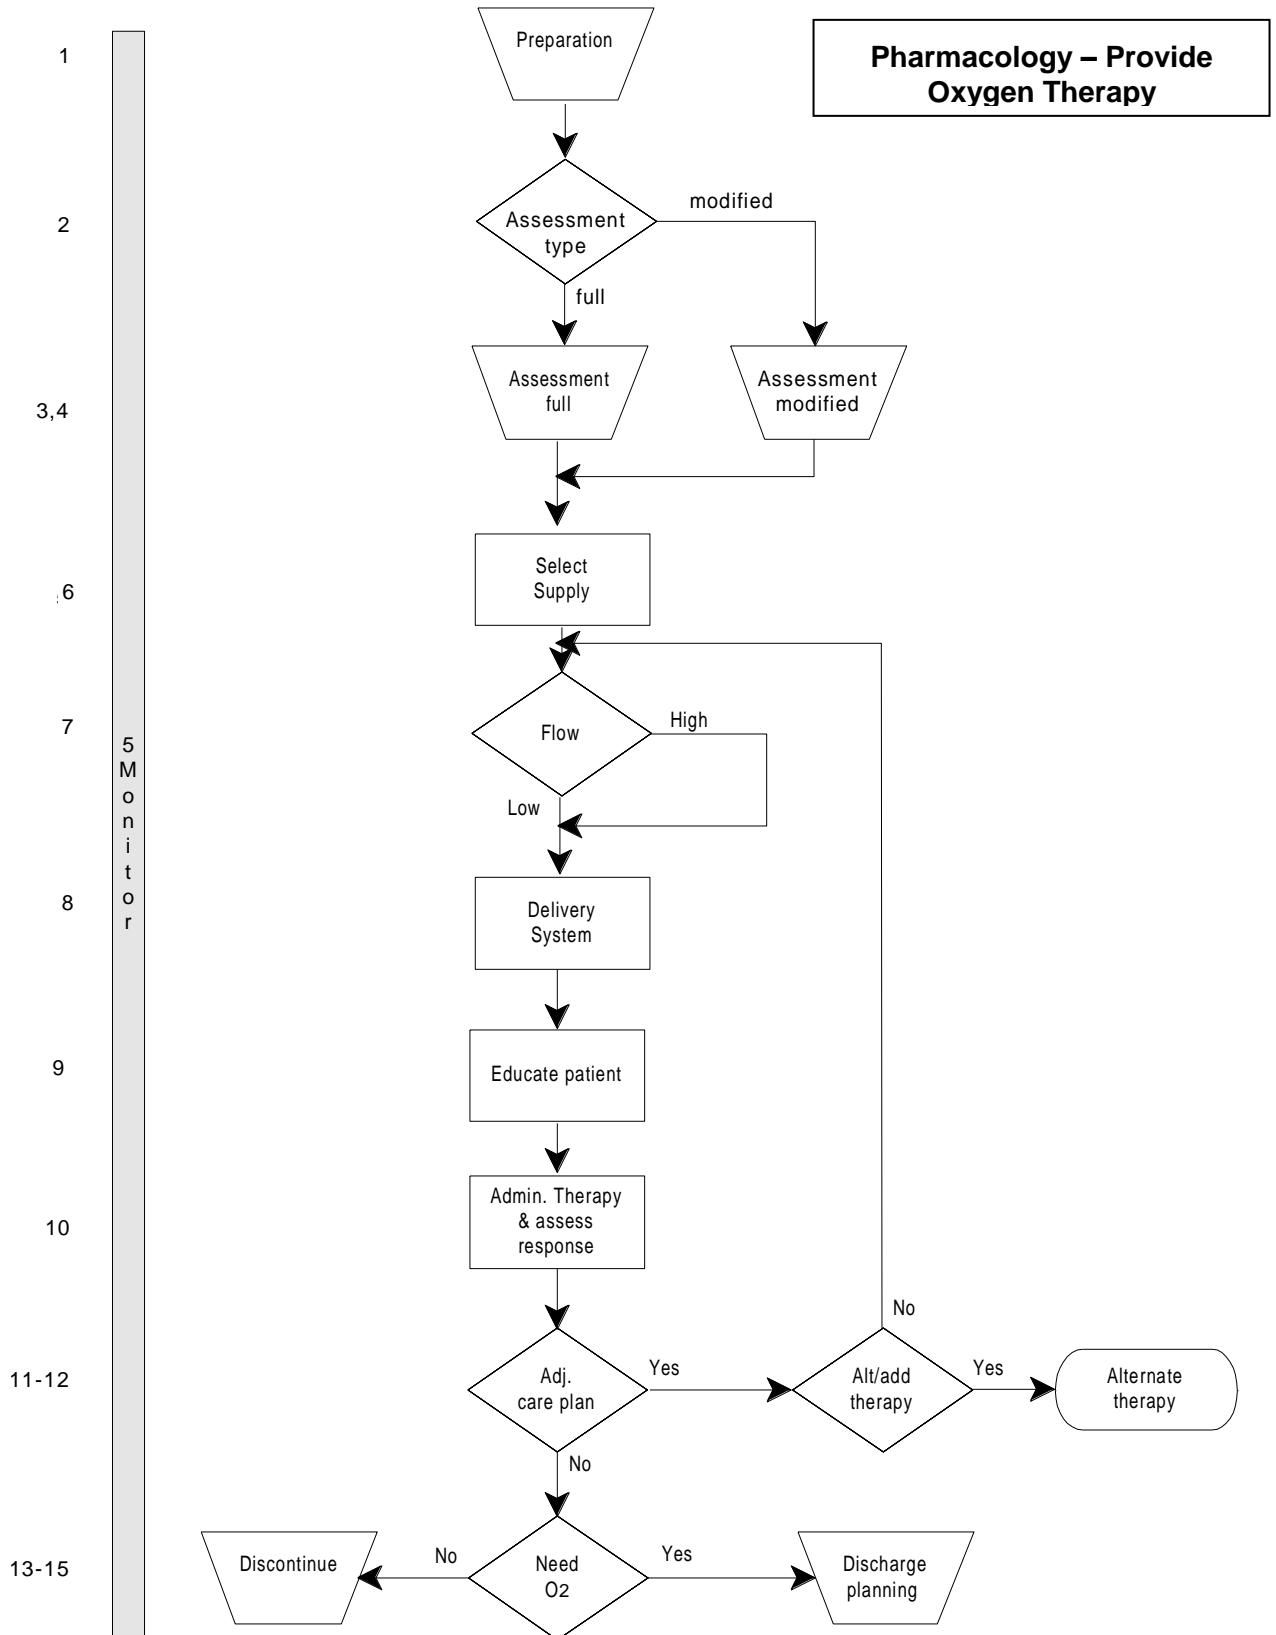 Preparation
Pharmacology – Provide
Oxygen Therapy
1
modified
2
Assessment
type
full
Assessment
full
Assessment
modified
3,4
Select
Supply
6
High
7
Flow
5
M
o
n
i
t
o
r
Low
8
Delivery
System
9
Educate patient
Admin. Therapy
& assess
response
10
No
11-12
Adj.
care plan
Yes
Alt/add
therapy
Yes
Alternate
therapy
No
13-15
Discontinue
No
Need
O2
Yes
Discharge
planning